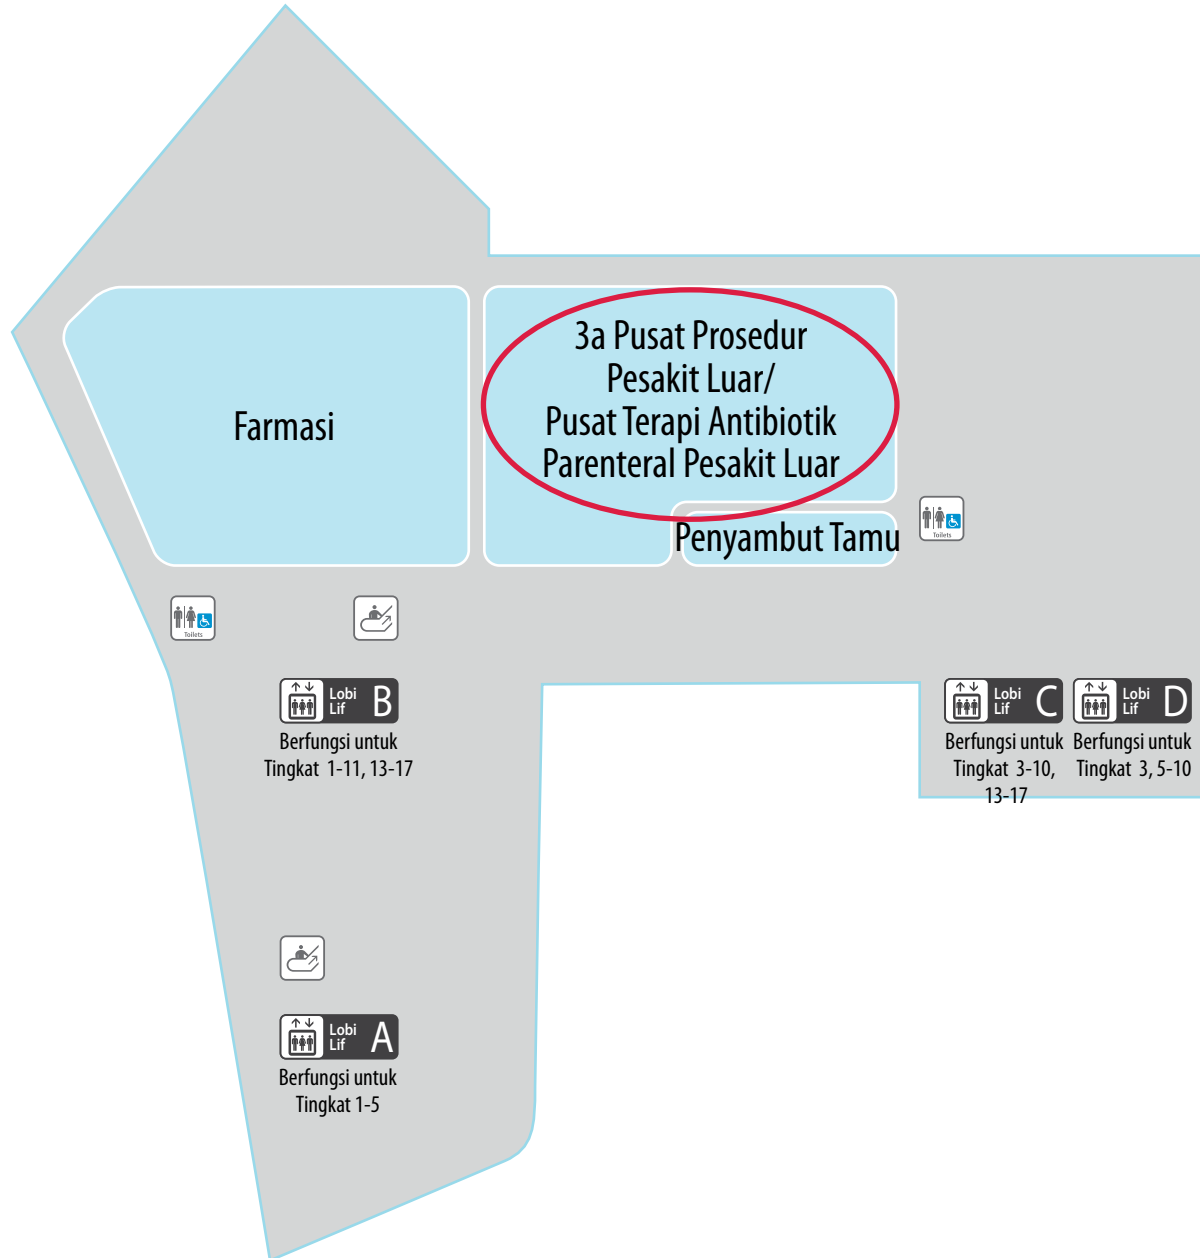 3a Pusat Prosedur
Pesakit Luar/
Pusat Terapi Antibiotik
Parenteral Pesakit Luar
Farmasi
Penyambut Tamu
Toilets
Toilets
Lobi
Lif B
Berfungsi untuk
Tingkat 1-11, 13-17
Lobi
Lif C
Berfungsi untuk
Tingkat 3-10,
13-17
Lobi
Lif D
Berfungsi untuk
Tingkat 3, 5-10
Lobi
Lif A
Berfungsi untuk
Tingkat 1-5